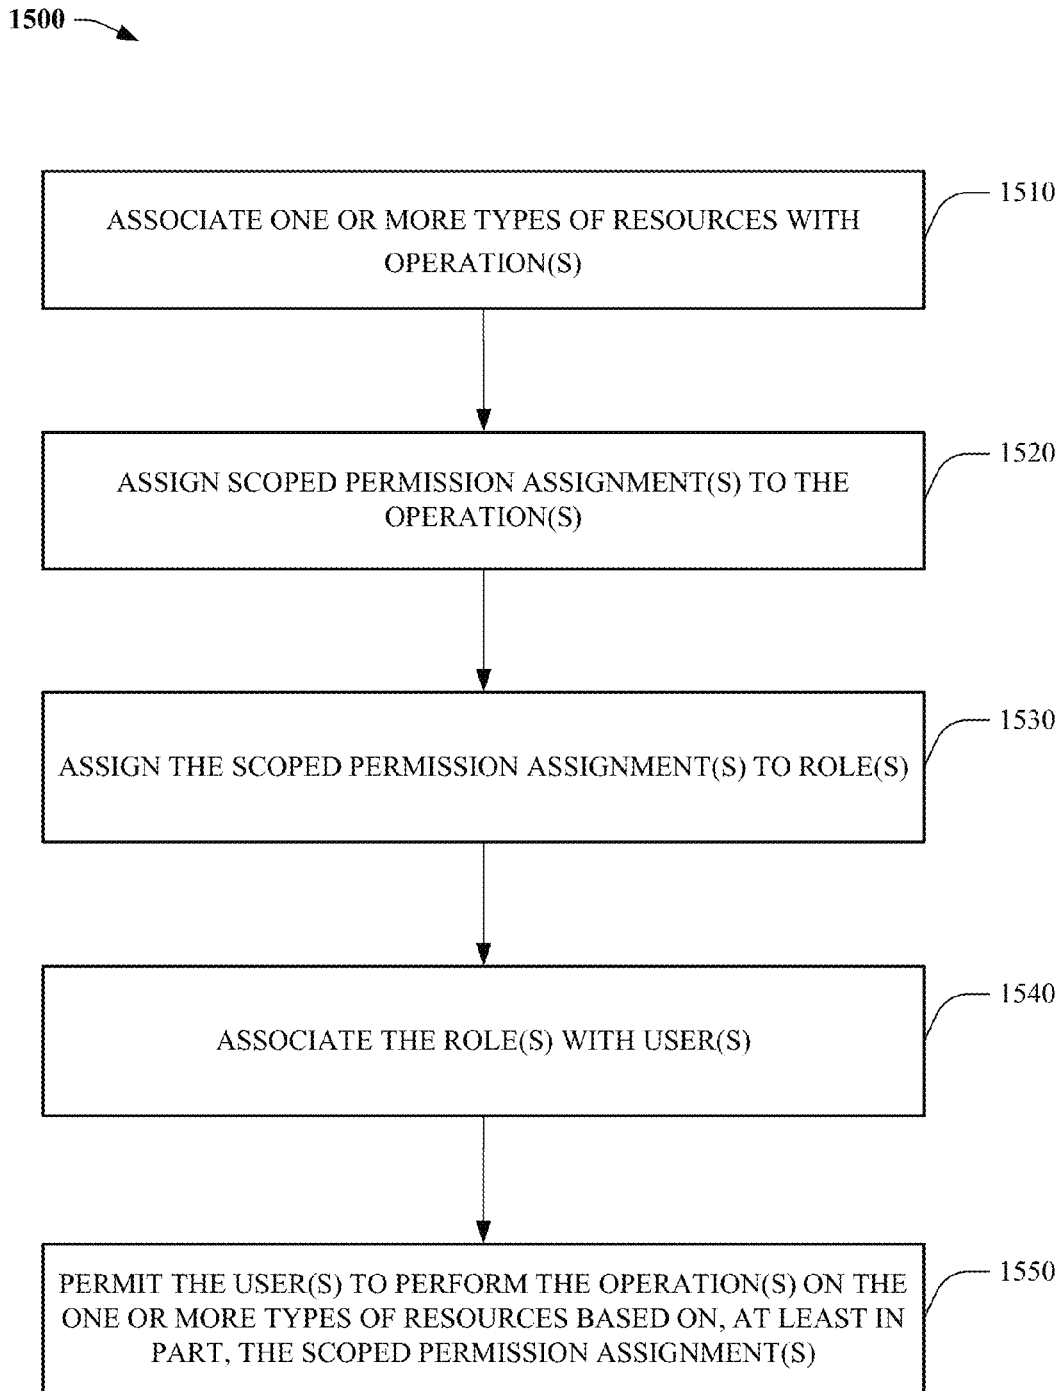 1500
ASSOCIATE ONE OR MORE TYPES OF RESOURCES WITH
OPERATION(S)
1510
ASSIGN SCOPED PERMISSION ASSIGNMENT(S) TO THE
OPERATION(S)
1520
ASSIGN THE SCOPED PERMISSION ASSIGNMENT(S) TO ROLE(S)
1530
ASSOCIATE THE ROLE(S) WITH USER(S)
1540
PERMIT THE USER(S) TO PERFORM THE OPERATION(S) ON THE
ONE OR MORE TYPES OF RESOURCES BASED ON, AT LEAST IN
PART, THE SCOPED PERMISSION ASSIGNMENT(S)
1550